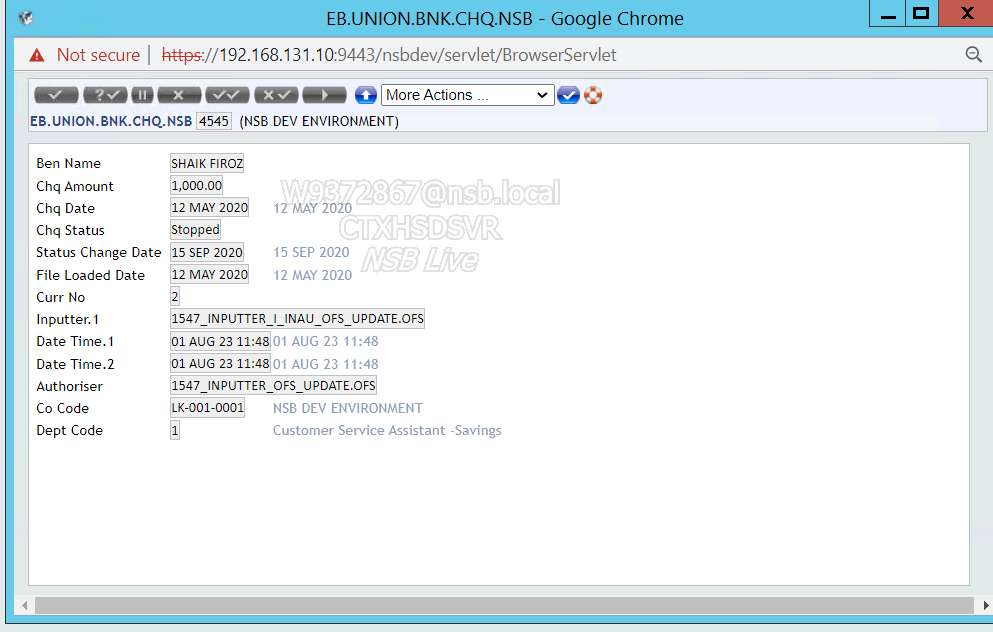 EB.UNION.BNK.CHQ.NSB - Google Chrome
Not secure | https://192.168.131.10:9443/nsbdev/servlet/BrowserServlet
More Actions ...
EB.UNION.BNK.CHQ.NSB 4545 (NSB DEV ENVIRONMENT)
Ben Name SHAIK FIROZ
Chq Amount 1,000.00
W9372867@nsb.local
Chq Date 12 MAY 2020 12 MAY 2020
CTXHSDSVR
Chq Status Stopped
Status Change Date 15 SEP 2020 15 SEP 2020
NSB Live
File Loaded Date 12 MAY 2020 12 MAY 2020
Curr No 2
Inputter.1 1547_INPUTTER_I_INAU_OFS_UPDATE.OFS
Date Time.1 01 AUG 23 11:48 01 AUG 23 11:48
Date Time.2 01 AUG 23 11:48 01 AUG 23 11:48
Authoriser 1547_INPUTTER_OFS_UPDATE.OFS
Co Code LK-001-0001 NSB DEV ENVIRONMENT
Dept Code 1 Customer Service Assistant -Savings